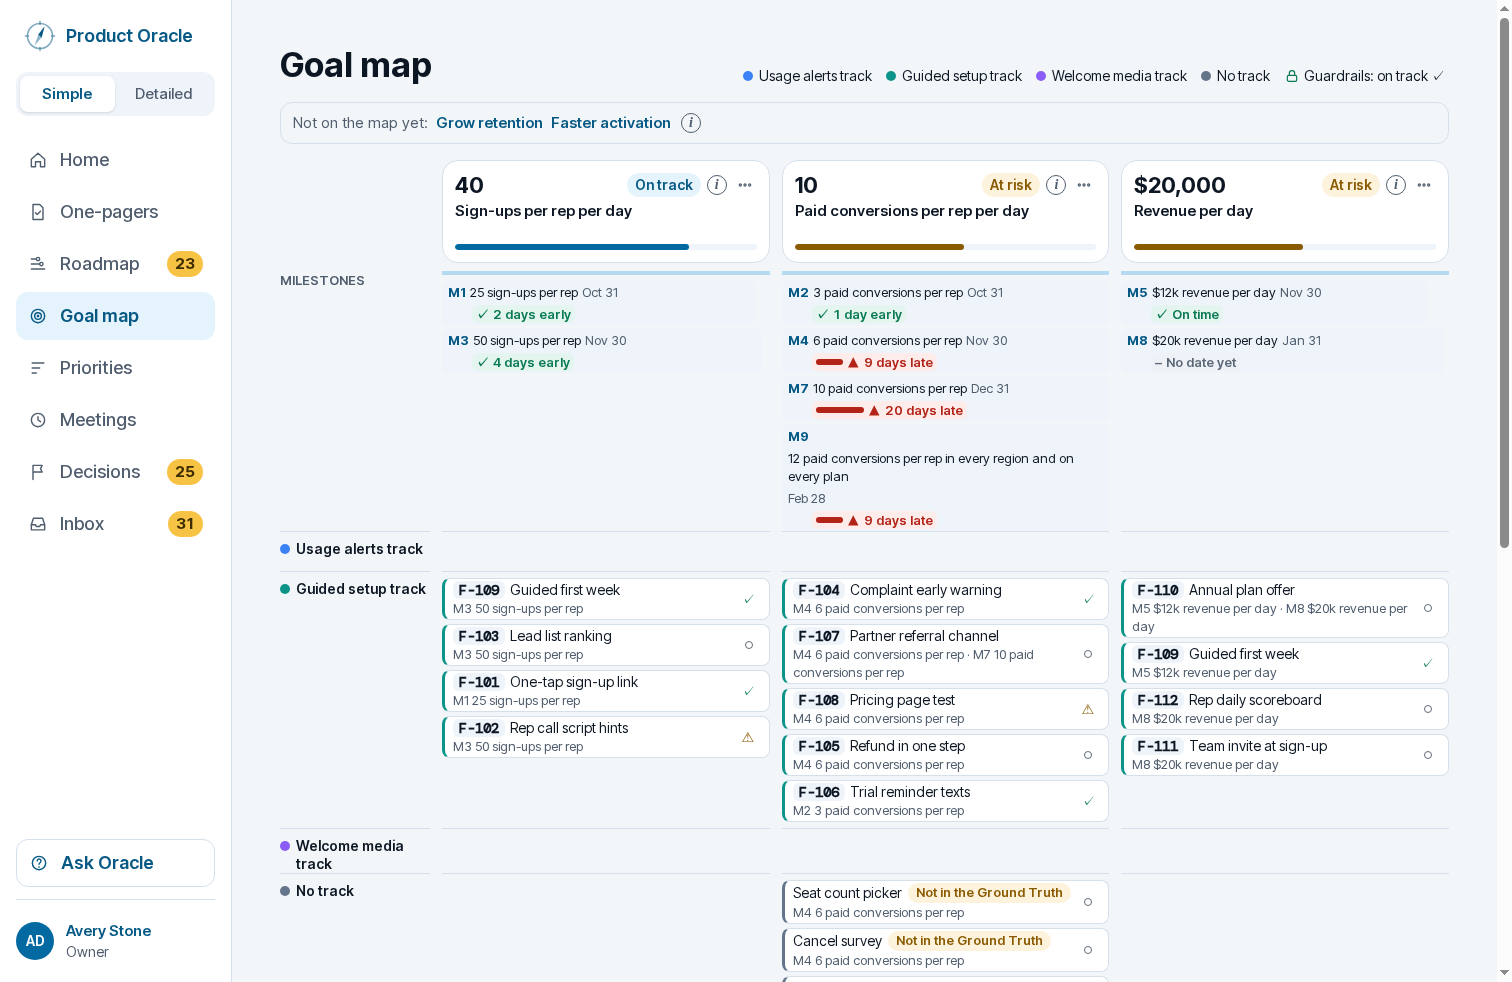 Product Oracle
Simple
Detailed
Home
One-pagers
Roadmap 23
Goal map
Priorities
Meetings
Decisions 25
Inbox 31
Ask Oracle
AD
Avery Stone
Owner
Goal map
Usage alerts track
Guided setup track
Welcome media track
No track
Guardrails: on track ✓
Not on the map yet: Grow retention Faster activation i
40 On track i •••
Sign-ups per rep per day
10 At risk i •••
Paid conversions per rep per day
$20,000 At risk i •••
Revenue per day
MILESTONES
M1 25 sign-ups per rep Oct 31
✓ 2 days early
M3 50 sign-ups per rep Nov 30
✓ 4 days early
M2 3 paid conversions per rep Oct 31
✓ 1 day early
M4 6 paid conversions per rep Nov 30
▲ 9 days late
M7 10 paid conversions per rep Dec 31
▲ 20 days late
M9
12 paid conversions per rep in every region and on
every plan
Feb 28
▲ 9 days late
M5 $12k revenue per day Nov 30
✓ On time
M8 $20k revenue per day Jan 31
– No date yet
Usage alerts track
Guided setup track
F-109 Guided first week
M3 50 sign-ups per rep
✓
F-103 Lead list ranking
M3 50 sign-ups per rep
○
F-101 One-tap sign-up link
M1 25 sign-ups per rep
✓
F-102 Rep call script hints
M3 50 sign-ups per rep
⚠
F-104 Complaint early warning
M4 6 paid conversions per rep
✓
F-107 Partner referral channel
M4 6 paid conversions per rep · M7 10 paid
conversions per rep
○
F-108 Pricing page test
M4 6 paid conversions per rep
⚠
F-105 Refund in one step
M4 6 paid conversions per rep
○
F-106 Trial reminder texts
M2 3 paid conversions per rep
✓
F-110 Annual plan offer
M5 $12k revenue per day · M8 $20k revenue per
day
○
F-109 Guided first week
M5 $12k revenue per day
✓
F-112 Rep daily scoreboard
M8 $20k revenue per day
○
F-111 Team invite at sign-up
M8 $20k revenue per day
○
Welcome media
track
No track
Seat count picker Not in the Ground Truth
M4 6 paid conversions per rep
○
Cancel survey Not in the Ground Truth
M4 6 paid conversions per rep
○